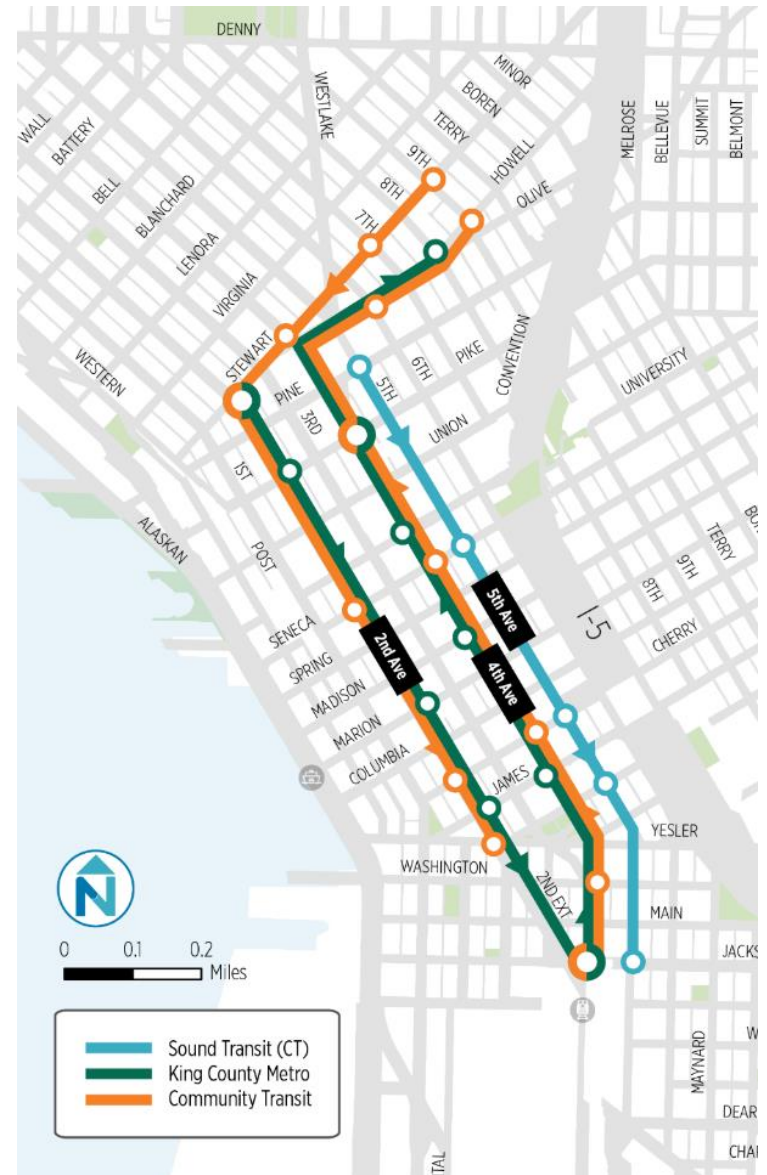 DENNY
MINOR
BOREN
TERRY
9TH
8TH
7TH
HOWELL
OLIVE
WESTLAKE
MELROSE
BELLEVUE
SUMMIT
BELMONT
WALL
BATTERY
BELL
BLANCHARD
LENORA
VIRGINIA
STEWART
WESTERN
PINE
3RD
5TH
6TH
PIKE
UNION
CONVENTION
UNIVERSITY
1ST
POST
ALASKAN
SENECA
SPRING
MADISON
MARION
COLUMBIA
JAMES
2nd Ave
4th Ave
5th Ave
I-5
8TH
9TH
TERRY
CHERRY
YESLER
WASHINGTON
2ND EXT
MAIN
MAYNARD
N
0 0.1 0.2
Miles
Sound Transit (CT)
King County Metro
Community Transit